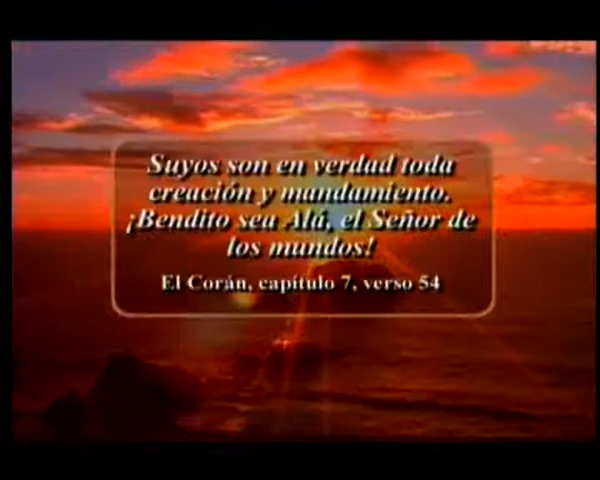 Suyos son en verdad toda
creación y mandamiento.
¡Bendito sea Alá, el Señor de
los mundos!
El Corán, capítulo 7, verso 54